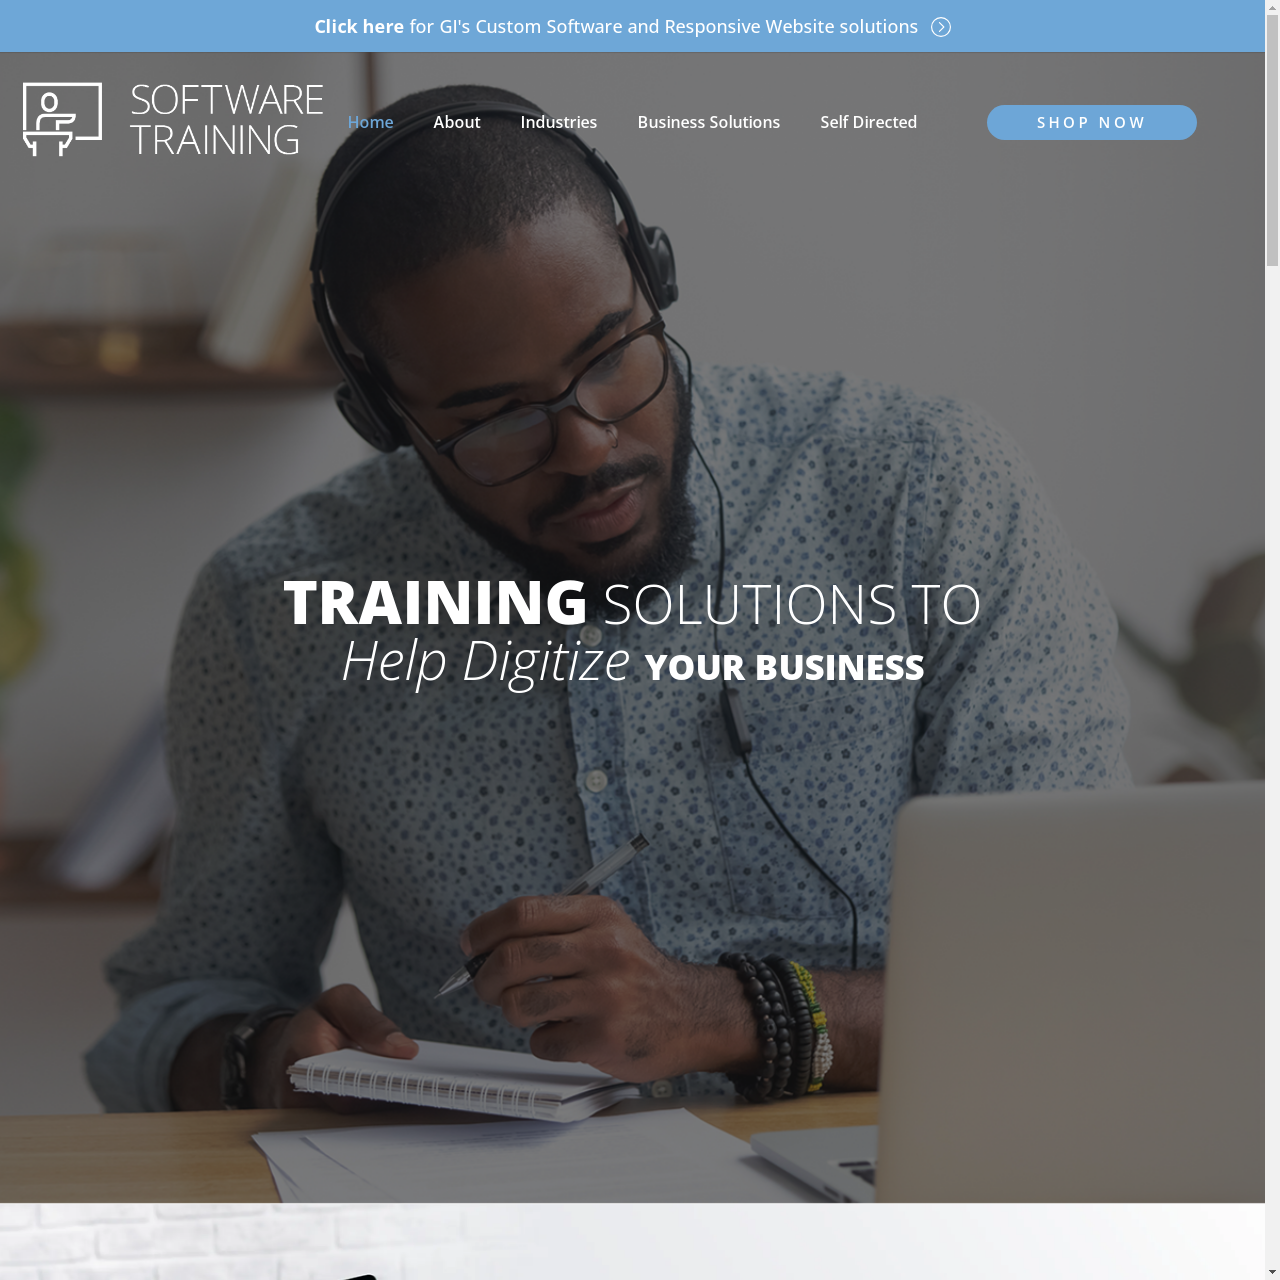 Click here for GI's Custom Software and Responsive Website solutions
SOFTWARE
TRAINING
Home
About
Industries
Business Solutions
Self Directed
SHOP NOW
TRAINING SOLUTIONS TO
Help Digitize YOUR BUSINESS